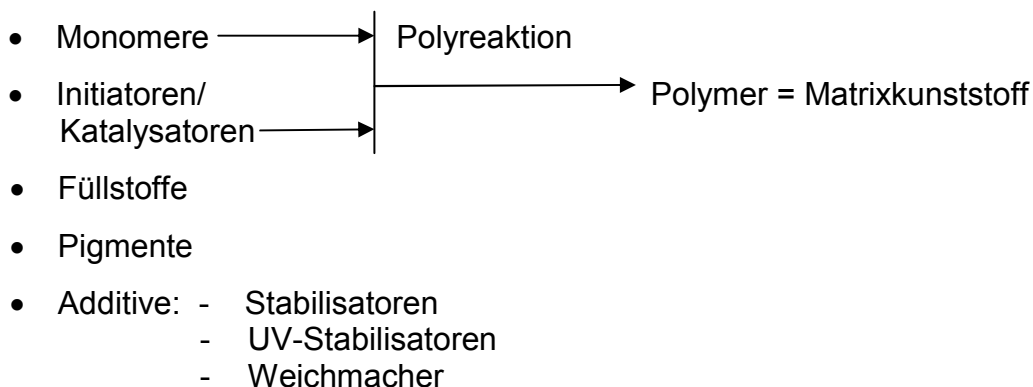 • Monomere Polyreaktion
• Initiatoren/ Polymer = Matrixkunststoff
Katalysatoren
• Füllstoffe
• Pigmente
• Additive: - Stabilisatoren
- UV-Stabilisatoren
- Weichmacher